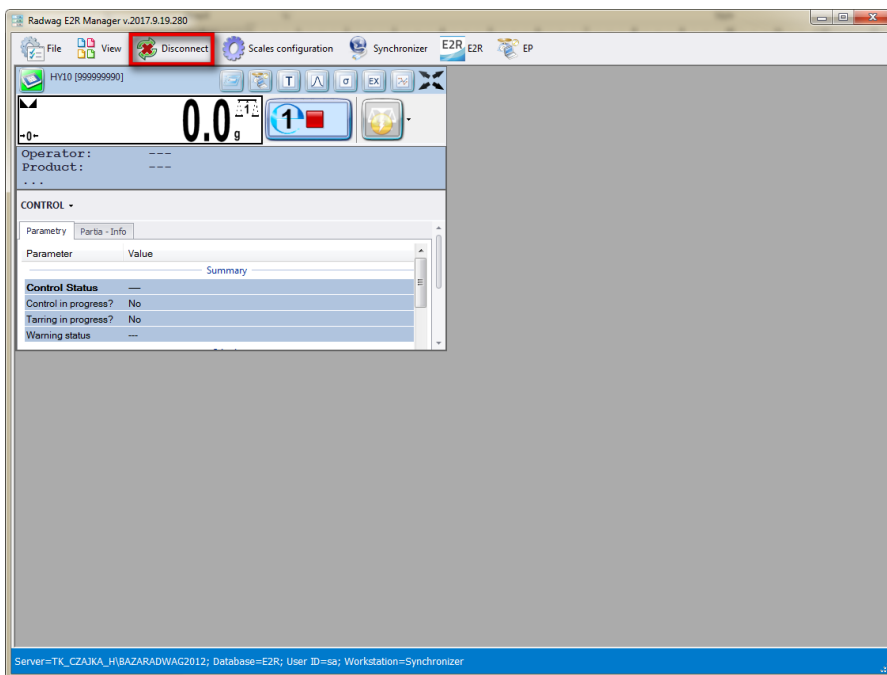 Radwag E2R Manager v.2017.9.19.280
File View Disconnect Scales configuration Synchronizer E2R E2R EP
HY10 [999999990] T σ EX
0.0 g 1 1
→0←
Operator: ---
Product: ---
...
CONTROL
Parametry Partia - Info
Parameter Value
Summary
Control Status ---
Control in progress? No
Tarring in progress? No
Warning status ---
Server=TK_CZAJKA_H\BAZARADWAG2012; Database=E2R; User ID=sa; Workstation=Synchronizer